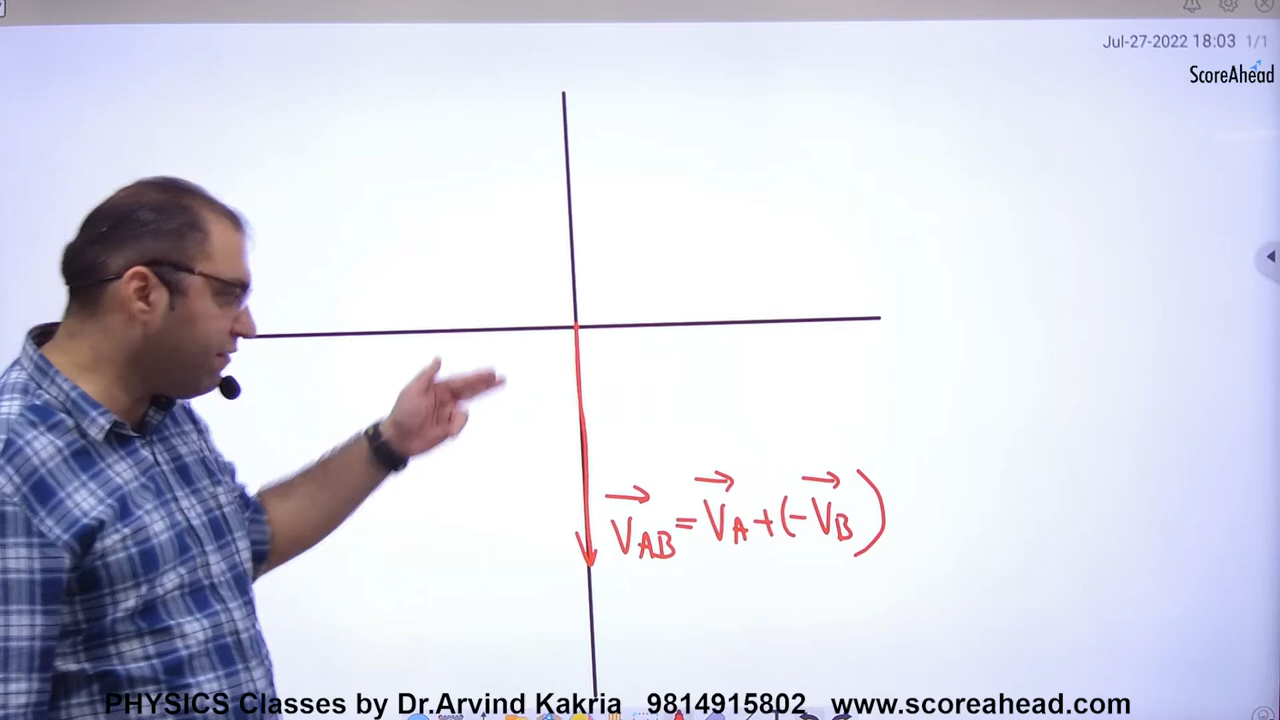 Jul-27-2022 18:03 1/1
ScoreAhead
V⃗AB = V⃗A + (-V⃗B)
PHYSICS Classes by Dr.Arvind Kakria 9814915802 www.scoreahead.com